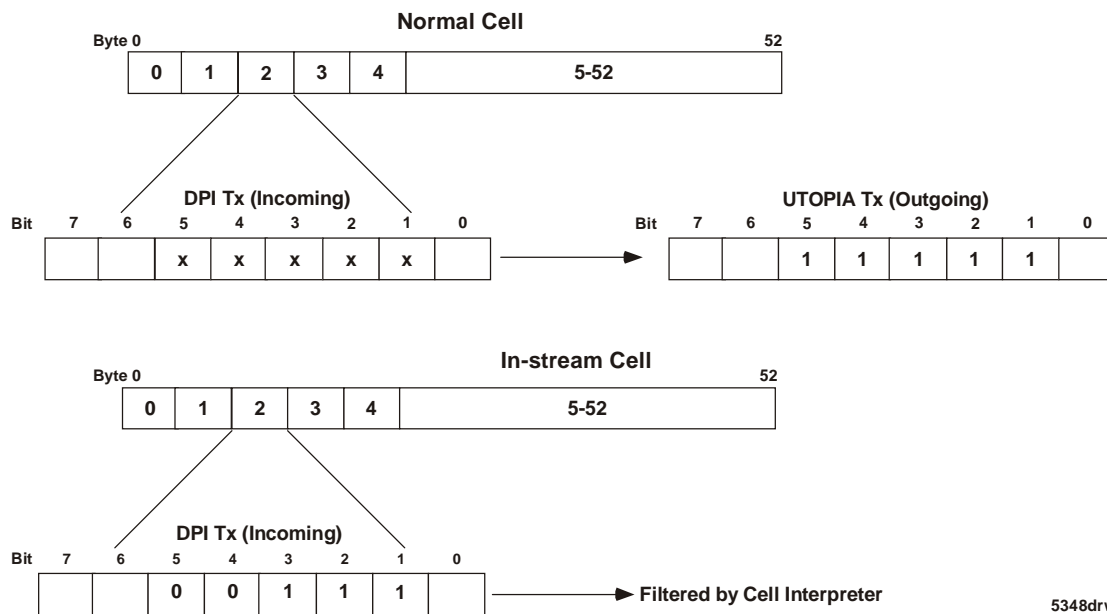 Normal Cell
Byte 0 52
0 1 2 3 4 5-52
DPI Tx (Incoming)
Bit 7 6 5 4 3 2 1 0
x x x x x
UTOPIA Tx (Outgoing)
Bit 7 6 5 4 3 2 1 0
1 1 1 1 1
In-stream Cell
Byte 0 52
0 1 2 3 4 5-52
DPI Tx (Incoming)
Bit 7 6 5 4 3 2 1 0
0 0 1 1 1
Filtered by Cell Interpreter